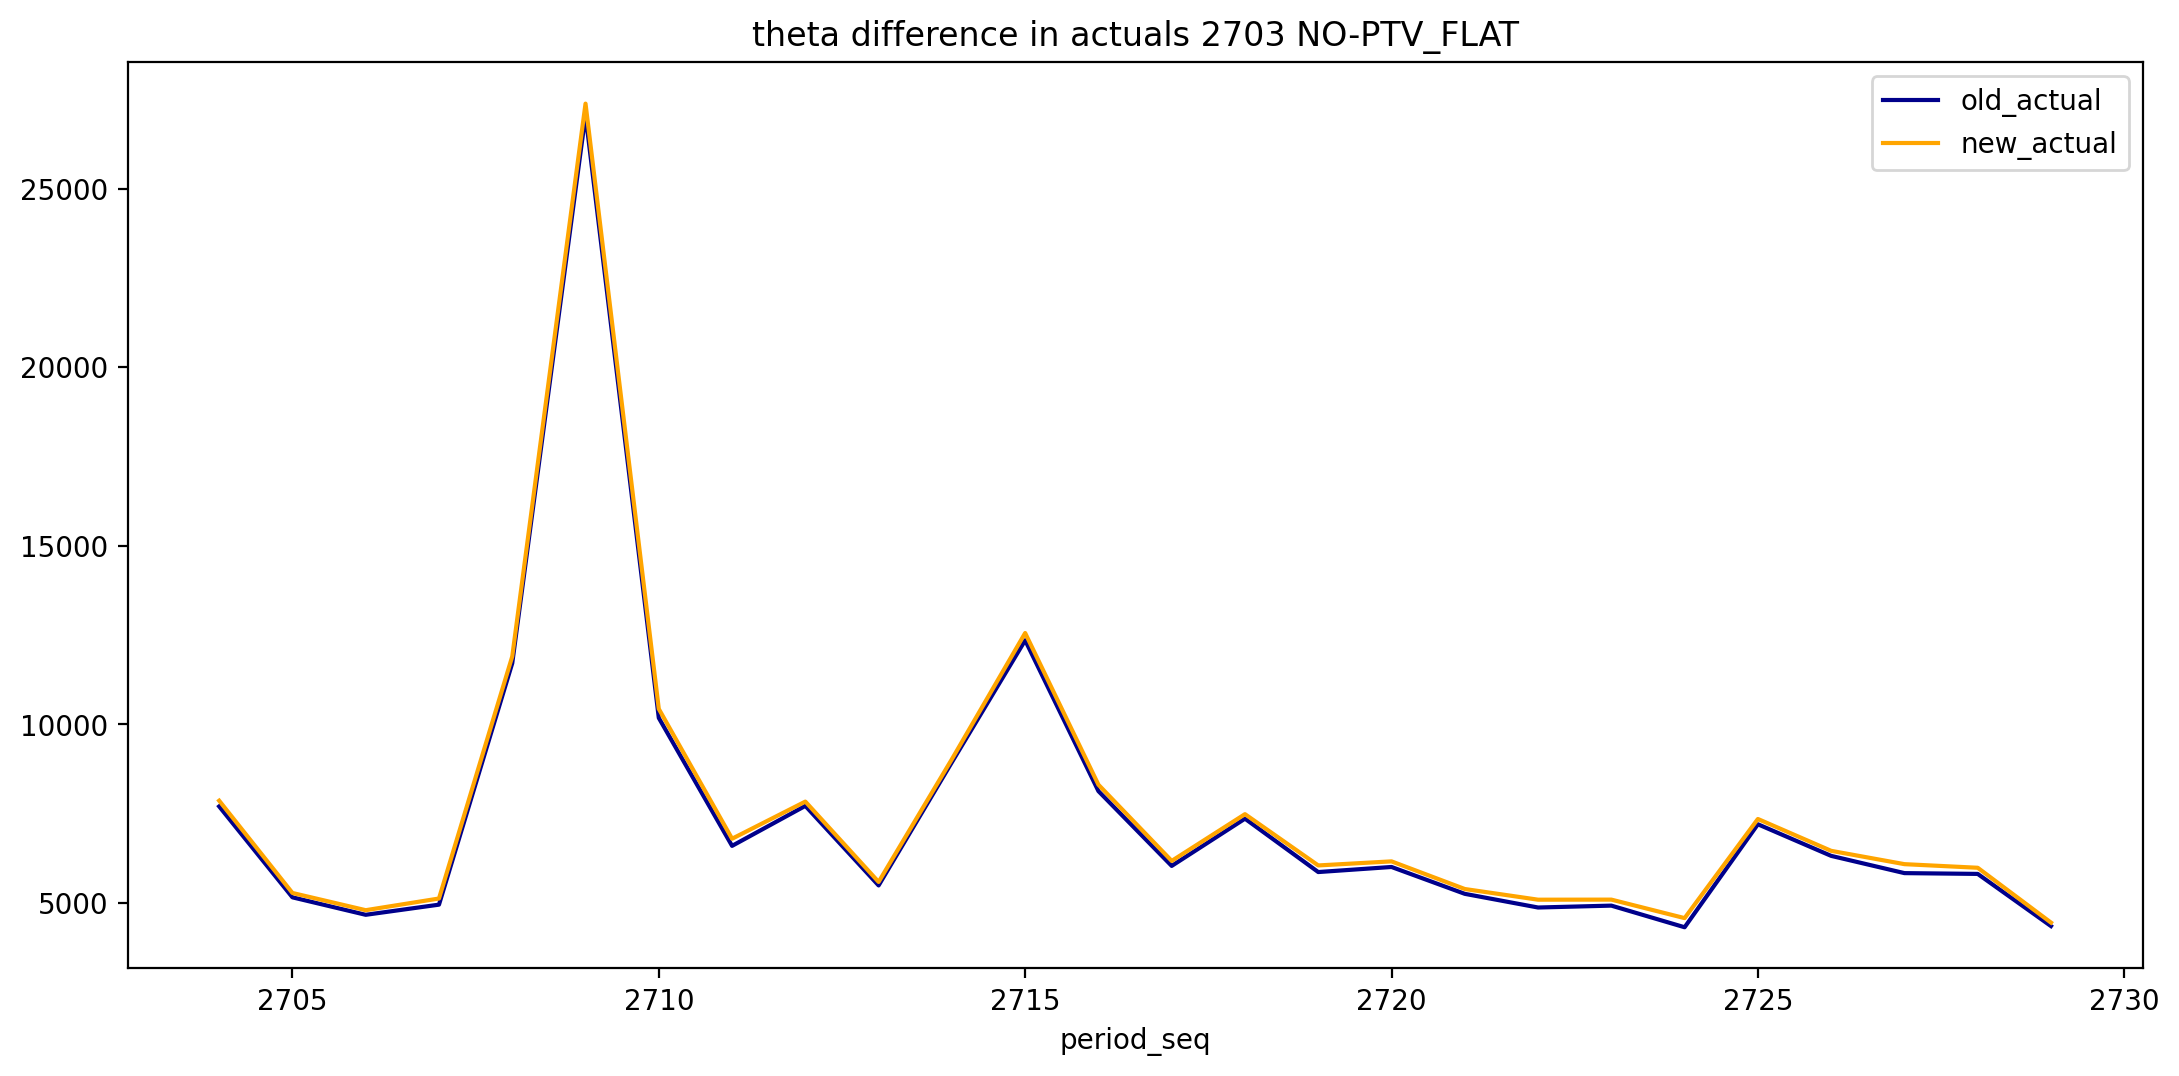 theta difference in actuals 2703 NO-PTV_FLAT
old_actual
new_actual
25000
20000
15000
10000
5000
2705 2710 2715 2720 2725 2730
period_seq